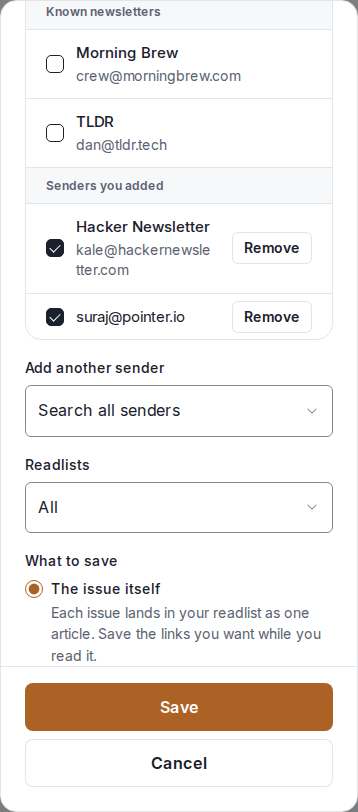 Known newsletters
Morning Brew
crew@morningbrew.com
TLDR
dan@tldr.tech
Senders you added
Hacker Newsletter
kale@hackernewsle
tter.com
Remove
suraj@pointer.io
Remove
Add another sender
Search all senders
Readlists
All
What to save
The issue itself
Each issue lands in your readlist as one
article. Save the links you want while you
read it.
Save
Cancel